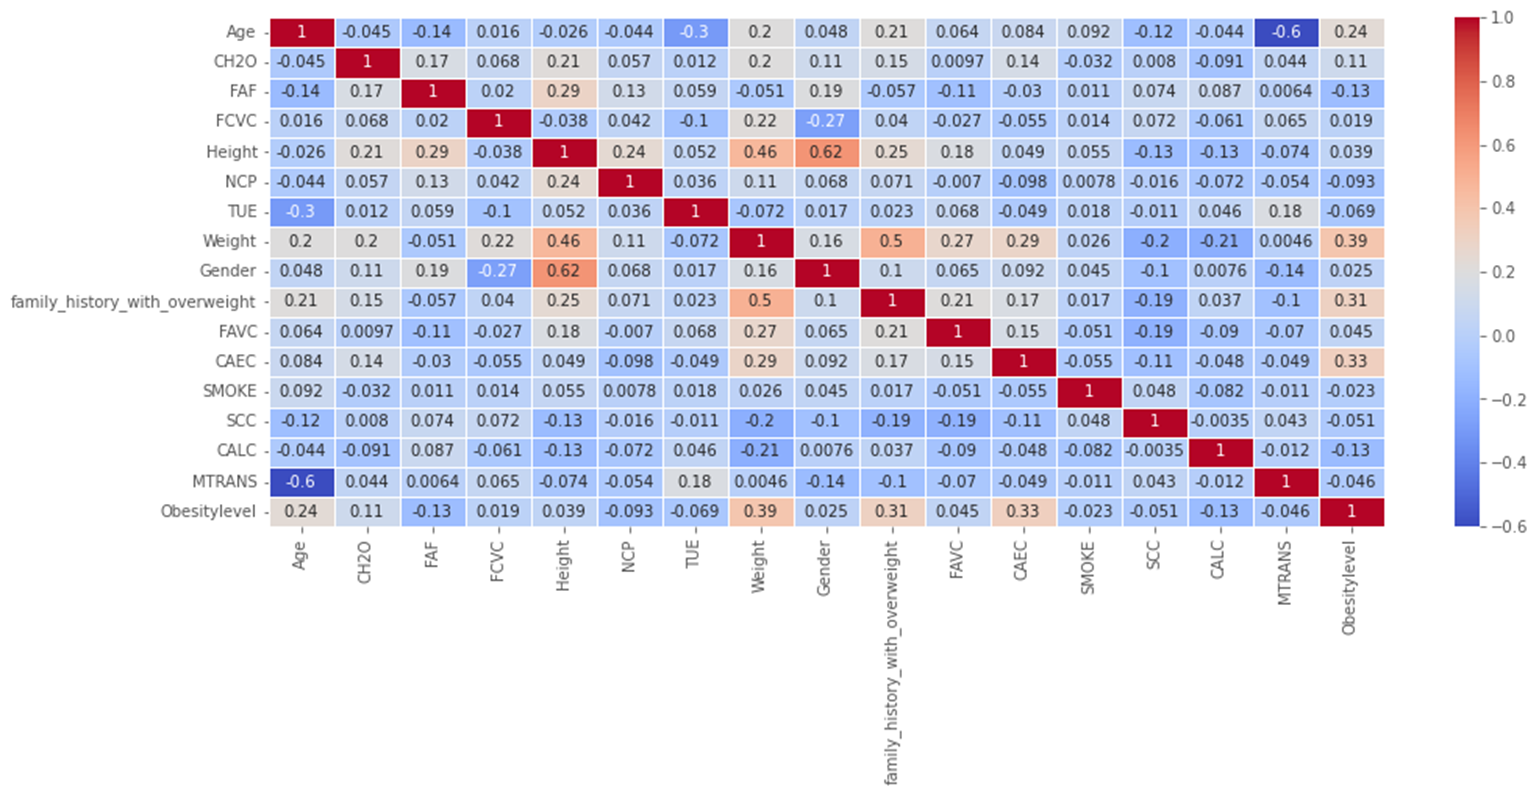 Age 1 -0.045 -0.14 0.016 -0.026 -0.044 -0.3 0.2 0.048 0.21 0.064 0.084 0.092 -0.12 -0.044 -0.6 0.24
CH2O -0.045 1 0.17 0.068 0.21 0.057 0.012 0.2 0.11 0.15 0.0097 0.14 -0.032 0.008 -0.091 0.044 0.11
FAF -0.14 0.17 1 0.02 0.29 0.13 0.059 -0.051 0.19 -0.057 -0.11 -0.03 0.011 0.074 0.087 0.0064 -0.13
FCVC 0.016 0.068 0.02 1 -0.038 0.042 -0.1 0.22 -0.27 0.04 -0.027 -0.055 0.014 0.072 -0.061 0.065 0.019
Height -0.026 0.21 0.29 -0.038 1 0.24 0.052 0.46 0.62 0.25 0.18 0.049 0.055 -0.13 -0.13 -0.074 0.039
NCP -0.044 0.057 0.13 0.042 0.24 1 0.036 0.11 0.068 0.071 -0.007 -0.098 0.0078 -0.016 -0.072 -0.054 -0.093
TUE -0.3 0.012 0.059 -0.1 0.052 0.036 1 -0.072 0.017 0.023 0.068 -0.049 0.018 -0.011 0.046 0.18 -0.069
Weight 0.2 0.2 -0.051 0.22 0.46 0.11 -0.072 1 0.16 0.5 0.27 0.29 0.026 -0.2 -0.21 0.0046 0.39
Gender 0.048 0.11 0.19 -0.27 0.62 0.068 0.017 0.16 1 0.1 0.065 0.092 0.045 -0.1 0.0076 -0.14 0.025
family_history_with_overweight 0.21 0.15 -0.057 0.04 0.25 0.071 0.023 0.5 0.1 1 0.21 0.17 0.017 -0.19 0.037 -0.1 0.31
FAVC 0.064 0.0097 -0.11 -0.027 0.18 -0.007 0.068 0.27 0.065 0.21 1 0.15 -0.051 -0.19 -0.09 -0.07 0.045
CAEC 0.084 0.14 -0.03 -0.055 0.049 -0.098 -0.049 0.29 0.092 0.17 0.15 1 -0.055 -0.11 -0.048 -0.049 0.33
SMOKE 0.092 -0.032 0.011 0.014 0.055 0.0078 0.018 0.026 0.045 0.017 -0.051 -0.055 1 0.048 -0.082 -0.011 -0.023
SCC -0.12 0.008 0.074 0.072 -0.13 -0.016 -0.011 -0.2 -0.1 -0.19 -0.19 -0.11 0.048 1 -0.0035 0.043 -0.051
CALC -0.044 -0.091 0.087 -0.061 -0.13 -0.072 0.046 -0.21 0.0076 0.037 -0.09 -0.048 -0.082 -0.0035 1 -0.012 -0.13
MTRANS -0.6 0.044 0.0064 0.065 -0.074 -0.054 0.18 0.0046 -0.14 -0.1 -0.07 -0.049 -0.011 0.043 -0.012 1 -0.046
Obesitylevel 0.24 0.11 -0.13 0.019 0.039 -0.093 -0.069 0.39 0.025 0.31 0.045 0.33 -0.023 -0.051 -0.13 -0.046 1
Age
CH2O
FAF
FCVC
Height
NCP
TUE
Weight
Gender
family_history_with_overweight
FAVC
CAEC
SMOKE
SCC
CALC
MTRANS
Obesitylevel
1.0
0.8
0.6
0.4
0.2
0.0
−0.2
−0.4
−0.6